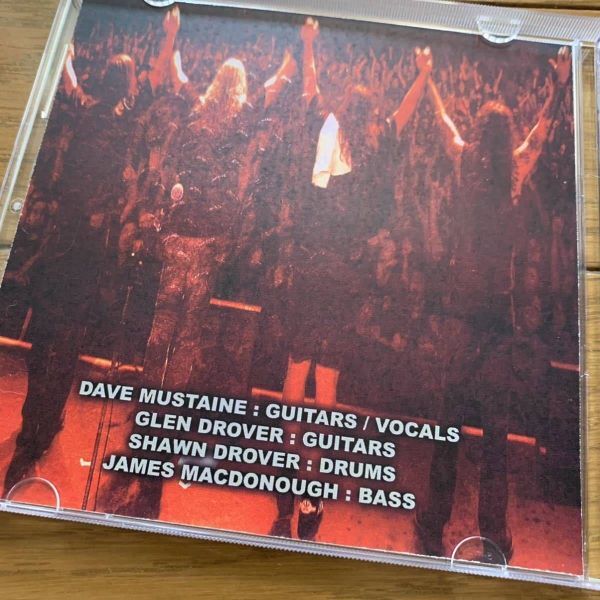 DAVE MUSTAINE : GUITARS / VOCALS
GLEN DROVER : GUITARS
SHAWN DROVER : DRUMS
JAMES MACDONOUGH : BASS